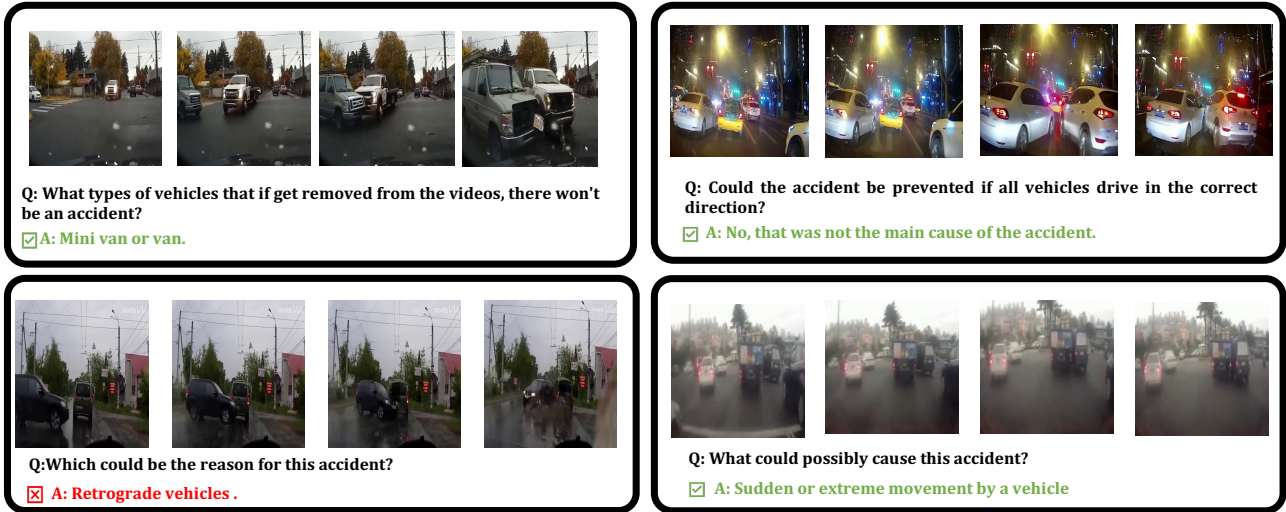 Q: What types of vehicles that if get removed from the videos, there won't
be an accident?
A: Mini van or van.
Q: Could the accident be prevented if all vehicles drive in the correct
direction?
A: No, that was not the main cause of the accident.
Q:Which could be the reason for this accident?
A: Retrograde vehicles .
Q: What could possibly cause this accident?
A: Sudden or extreme movement by a vehicle